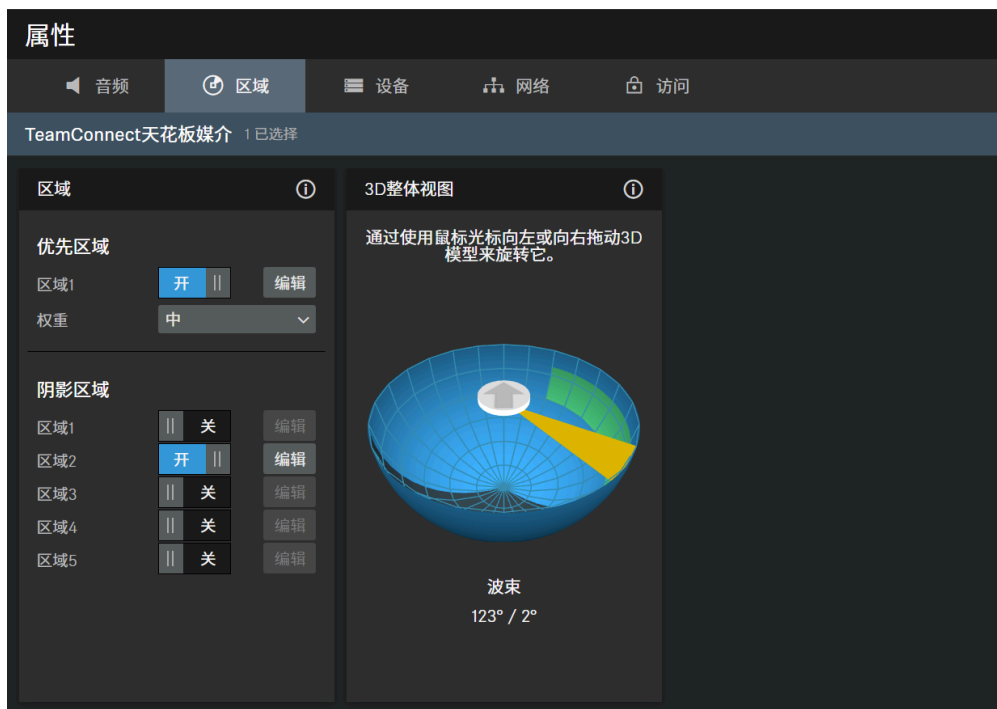 属性
音频 区域 设备 网络 访问
TeamConnect天花板媒介 1 已选择
区域
优先区域
区域1 开 编辑
权重 中
阴影区域
区域1 关 编辑
区域2 开 编辑
区域3 关 编辑
区域4 关 编辑
区域5 关 编辑
3D整体视图
通过使用鼠标光标向左或向右拖动3D
模型来旋转它。
波束
123° / 2°